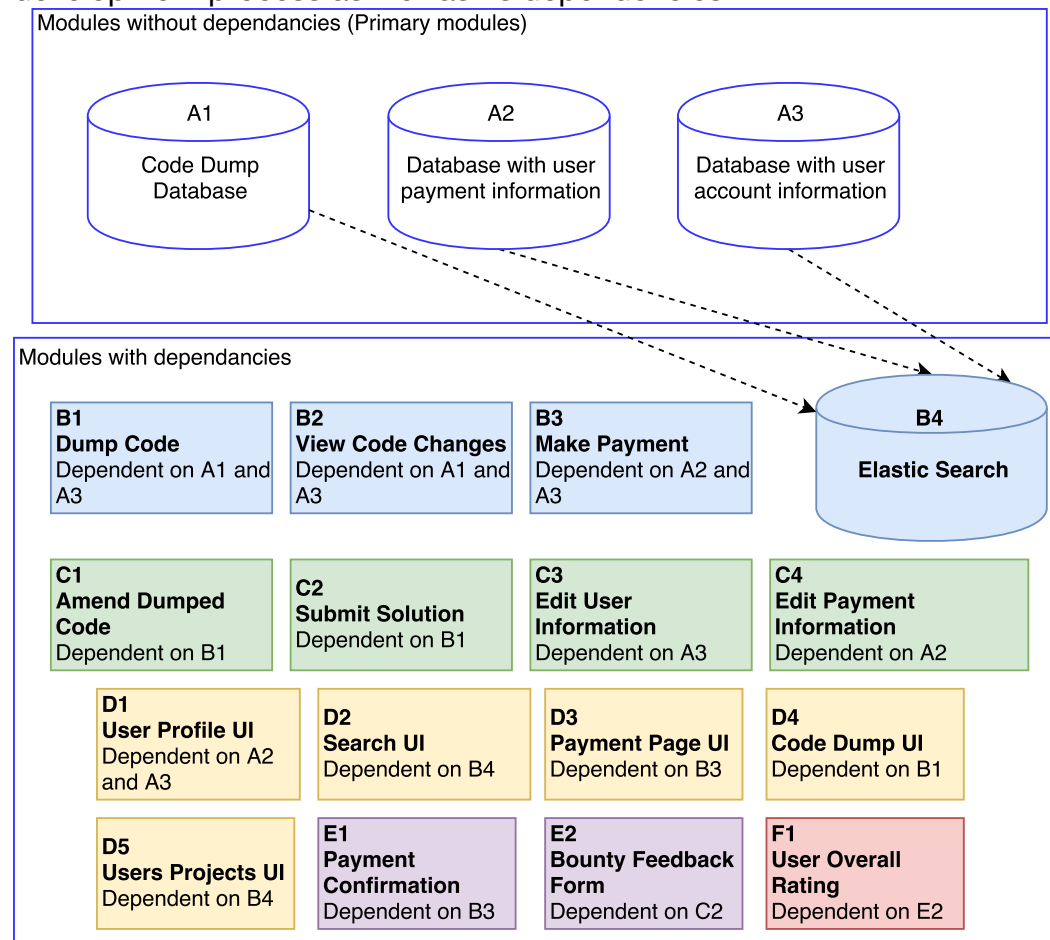 Modules without dependancies (Primary modules)
A1
Code Dump
Database
A2
Database with user
payment information
A3
Database with user
account information
Modules with dependancies
B1
Dump Code
Dependent on A1 and
A3
B2
View Code Changes
Dependent on A1 and
A3
B3
Make Payment
Dependent on A2 and
A3
B4
Elastic Search
C1
Amend Dumped
Code
Dependent on B1
C2
Submit Solution
Dependent on B1
C3
Edit User
Information
Dependent on A3
C4
Edit Payment
Information
Dependent on A2
D1
User Profile UI
Dependent on A2
and A3
D2
Search UI
Dependent on B4
D3
Payment Page UI
Dependent on B3
D4
Code Dump UI
Dependent on B1
D5
Users Projects UI
Dependent on B4
E1
Payment
Confirmation
Dependent on B3
E2
Bounty Feedback
Form
Dependent on C2
F1
User Overall
Rating
Dependent on E2